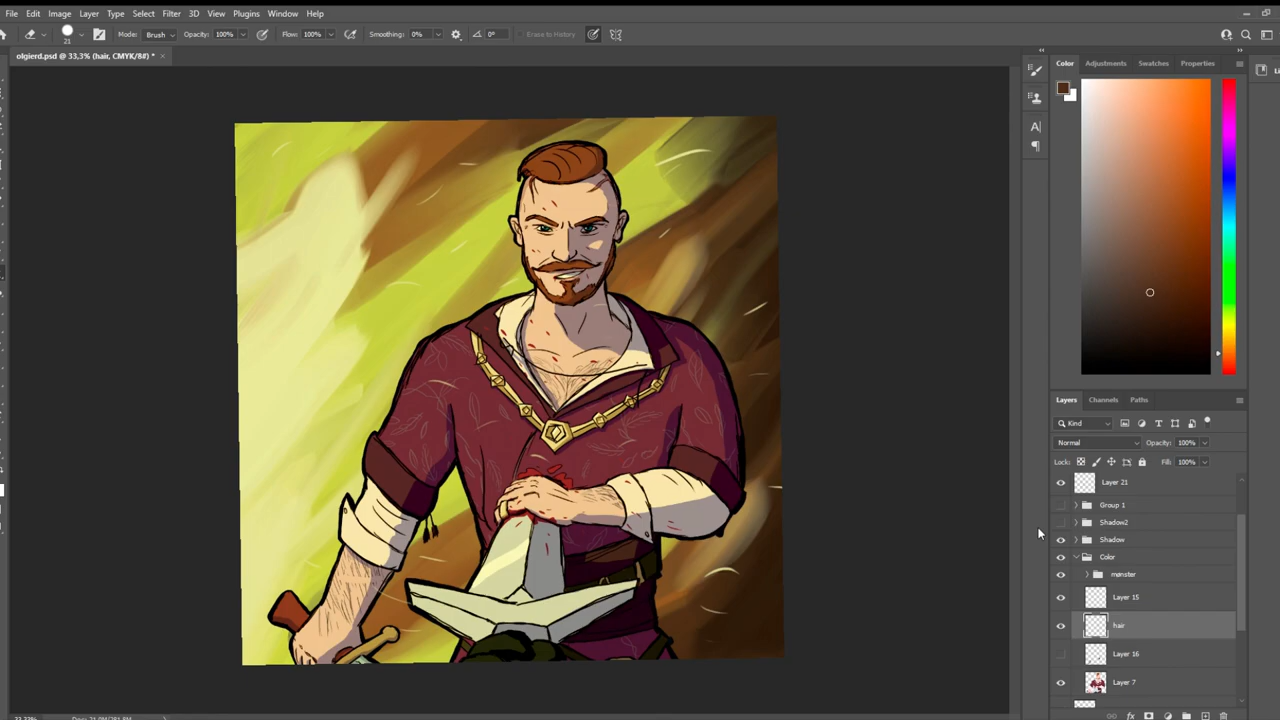 File Edit Image Layer Type Select Filter 3D View Plugins Window Help
21 Mode: Brush Opacity: 100% Flow: 100% Smoothing: 0% 0° Erase to History
olgierd.psd @ 33,3% (hair, CMYK/8#) *
Color Adjustments Swatches Properties
Layers Channels Paths
Kind
Normal Opacity: 100%
Lock: Fill: 100%
Layer 21
Group 1
Shadow2
Shadow
Color
mønster
Layer 15
hair
Layer 16
Layer 7